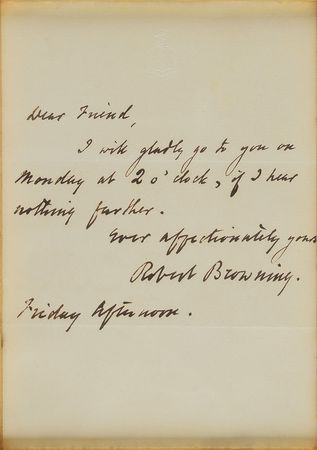 Dear Friend,
I will gladly go to you on
Monday at 2 o'clock, if I hear
nothing further.
Ever affectionately yours
Robert Browning.
Friday Afternoon.